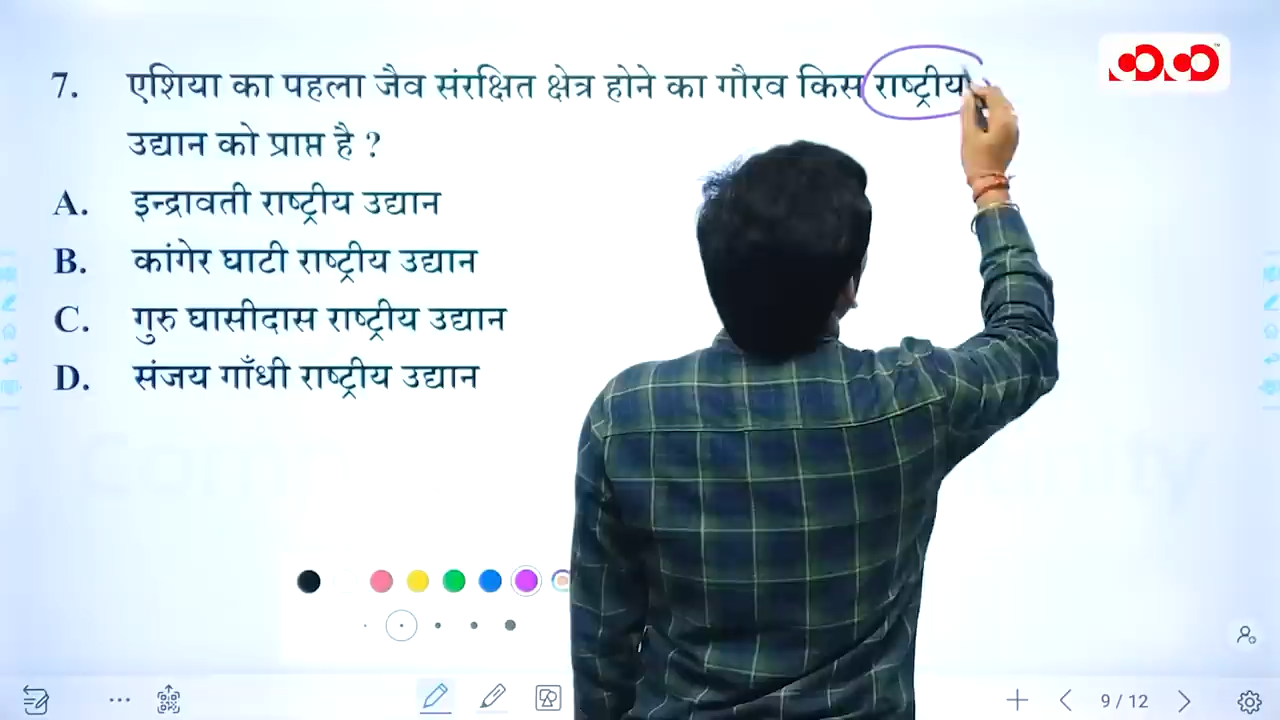 7. एशिया का पहला जैव संरक्षित क्षेत्र होने का गौरव किस राष्ट्रीय
उद्यान को प्राप्त है ?
A. इन्द्रावती राष्ट्रीय उद्यान
B. कांगेर घाटी राष्ट्रीय उद्यान
C. गुरु घासीदास राष्ट्रीय उद्यान
D. संजय गाँधी राष्ट्रीय उद्यान
9 / 12